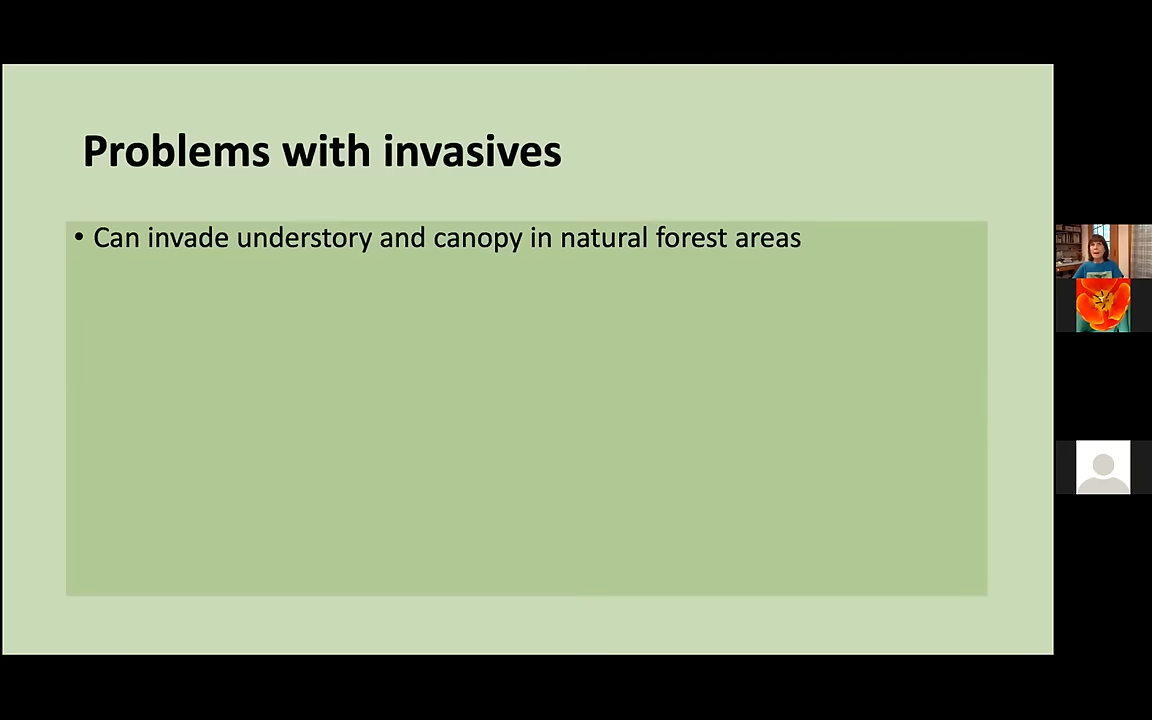 Problems with invasives
• Can invade understory and canopy in natural forest areas